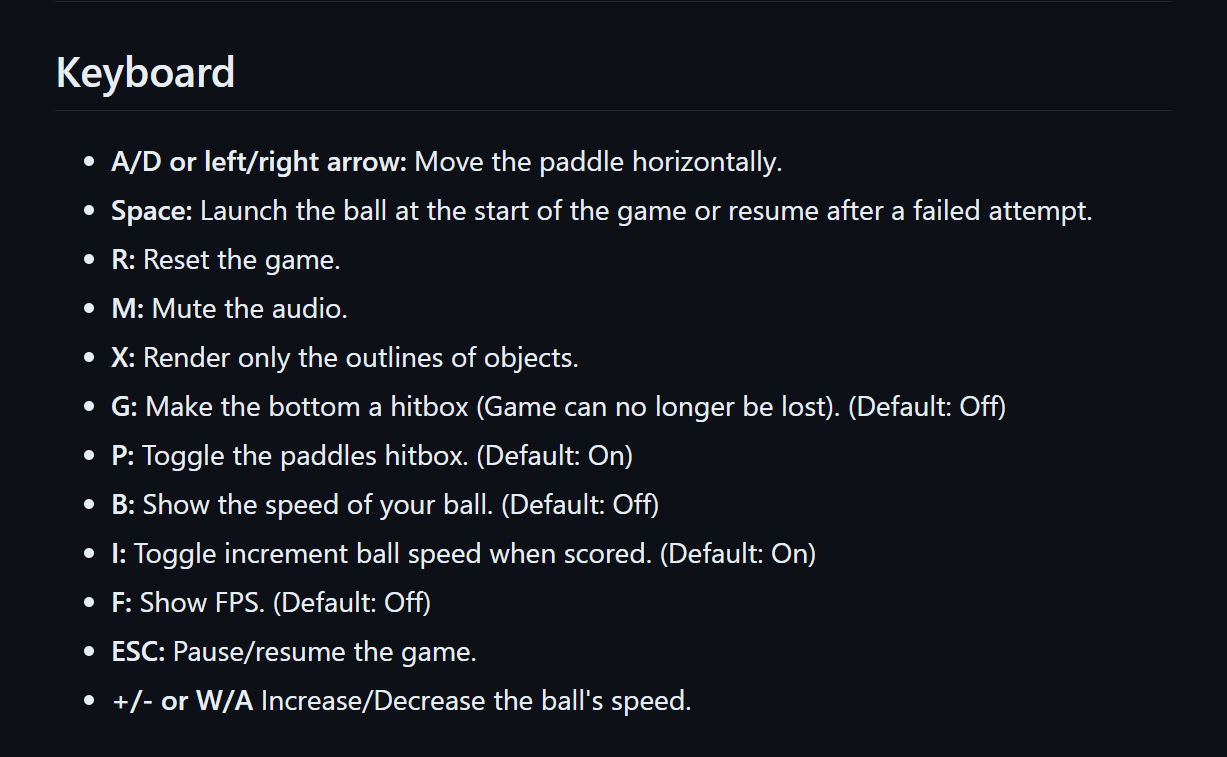 Keyboard
A/D or left/right arrow: Move the paddle horizontally.
Space: Launch the ball at the start of the game or resume after a failed attempt.
R: Reset the game.
M: Mute the audio.
X: Render only the outlines of objects.
G: Make the bottom a hitbox (Game can no longer be lost). (Default: Off)
P: Toggle the paddles hitbox. (Default: On)
B: Show the speed of your ball. (Default: Off)
I: Toggle increment ball speed when scored. (Default: On)
F: Show FPS. (Default: Off)
ESC: Pause/resume the game.
+/- or W/A Increase/Decrease the ball's speed.